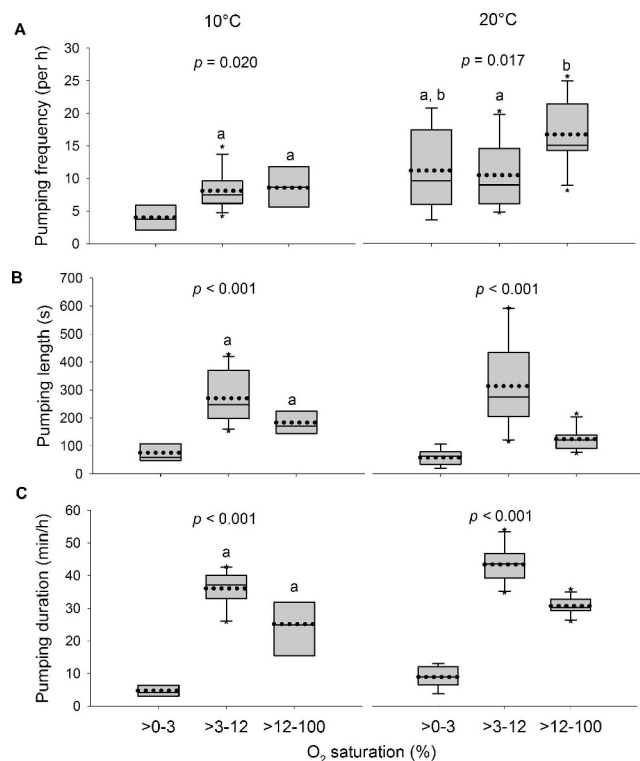 10°C 20°C
A
Pumping frequency (per h)
30
25
20
15
10
5
0
p = 0.020
a
a
p = 0.017
a, b
a
b
B
Pumping length (s)
700
600
500
400
300
200
100
0
p < 0.001
a
a
p < 0.001
C
Pumping duration (min/h)
60
50
40
30
20
10
0
p < 0.001
a
a
p < 0.001
>0-3 >3-12 >12-100 >0-3 >3-12 >12-100
O₂ saturation (%)